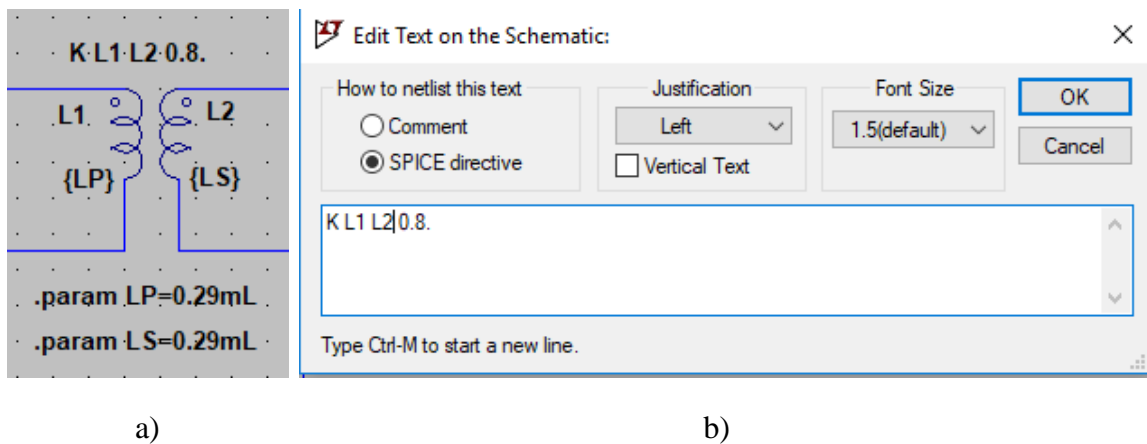 K L1 L2 0.8.
L1 L2
{LP} {LS}
.param LP=0.29mL
.param LS=0.29mL
a)
Edit Text on the Schematic:
How to netlist this text
Comment
SPICE directive
Justification
Left
Vertical Text
Font Size
1.5(default)
OK
Cancel
K L1 L2 0.8.
Type Ctrl-M to start a new line.
b)